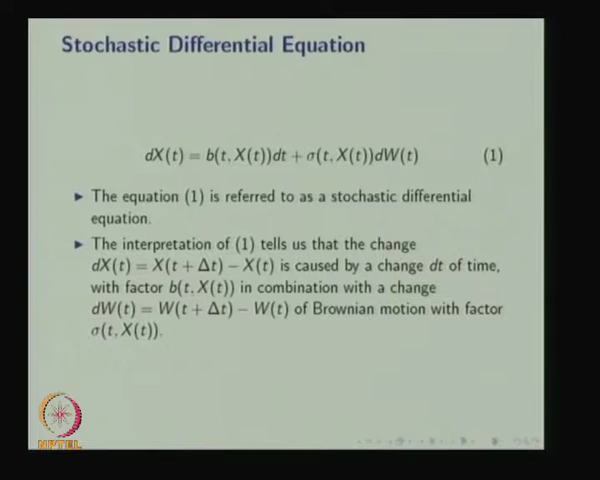 Stochastic Differential Equation
dX(t) = b(t, X(t))dt + σ(t, X(t))dW(t) (1)
► The equation (1) is referred to as a stochastic differential
equation.
► The interpretation of (1) tells us that the change
dX(t) = X(t + Δt) − X(t) is caused by a change dt of time,
with factor b(t, X(t)) in combination with a change
dW(t) = W(t + Δt) − W(t) of Brownian motion with factor
σ(t, X(t)).
NPTEL